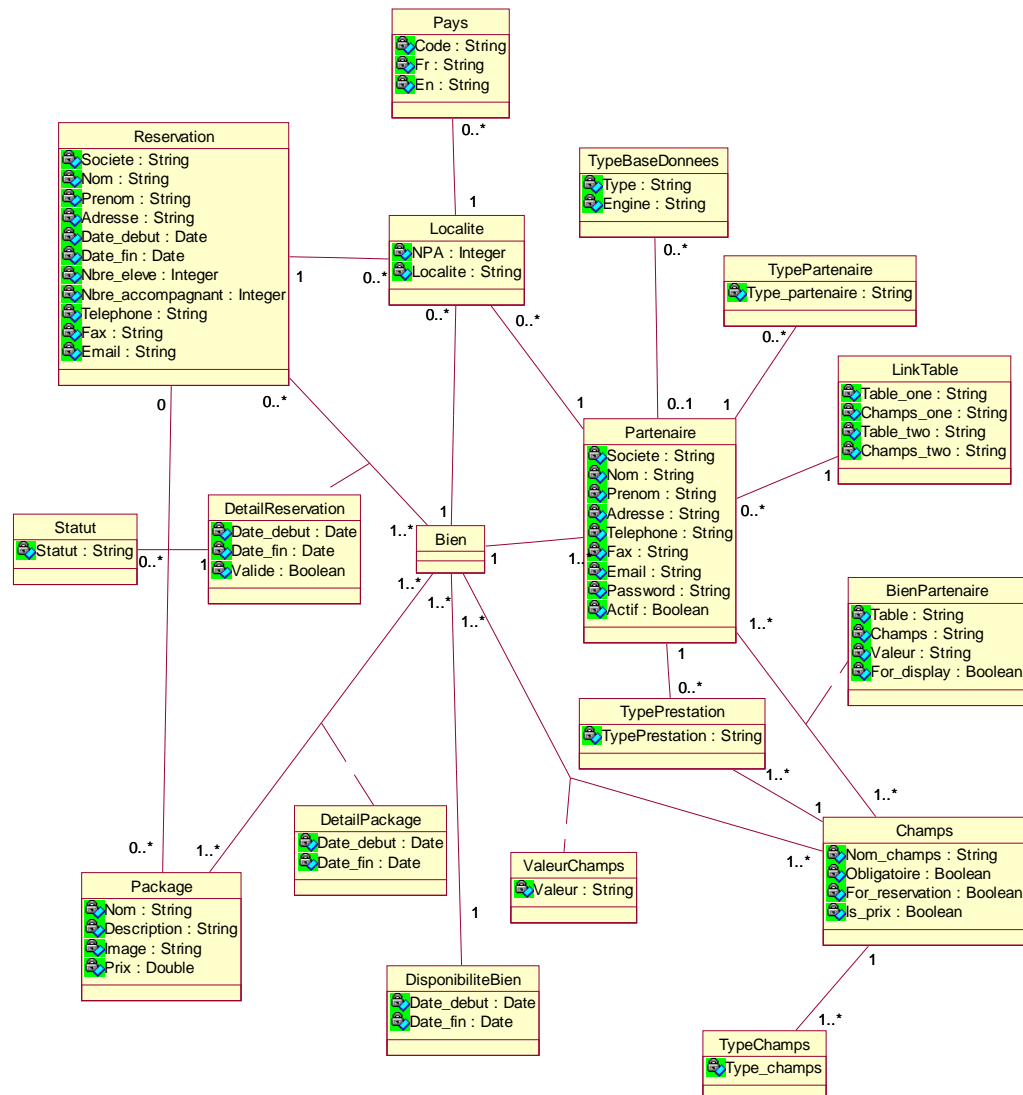 Pays
Code : String
Fr : String
En : String
0..*
1
Reservation
Societe : String
Nom : String
Prenom : String
Adresse : String
Date_debut : Date
Date_fin : Date
Nbre_eleve : Integer
Nbre_accompagnant : Integer
Telephone : String
Fax : String
Email : String
1
0..*
0
0..*
Localite
NPA : Integer
Localite : String
0..*
0..*
TypeBaseDonnees
Type : String
Engine : String
0..*
0..1
TypePartenaire
Type_partenaire : String
0..*
1
LinkTable
Table_one : String
Champs_one : String
Table_two : String
Champs_two : String
1
0..*
1
Partenaire
Societe : String
Nom : String
Prenom : String
Adresse : String
Telephone : String
Fax : String
Email : String
Password : String
Actif : Boolean
1..*
1
Statut
Statut : String
0..*
1
DetailReservation
Date_debut : Date
Date_fin : Date
Valide : Boolean
1
1..*
Bien
1
1..*
1..*
1..*
1..*
BienPartenaire
Table : String
Champs : String
Valeur : String
For_display : Boolean
0..*
TypePrestation
TypePrestation : String
1..*
1
1..*
DetailPackage
Date_debut : Date
Date_fin : Date
ValeurChamps
Valeur : String
1..*
Champs
Nom_champs : String
Obligatoire : Boolean
For_reservation : Boolean
Is_prix : Boolean
1
0..*
1..*
Package
Nom : String
Description : String
Image : String
Prix : Double
1
DisponibiliteBien
Date_debut : Date
Date_fin : Date
1..*
TypeChamps
Type_champs